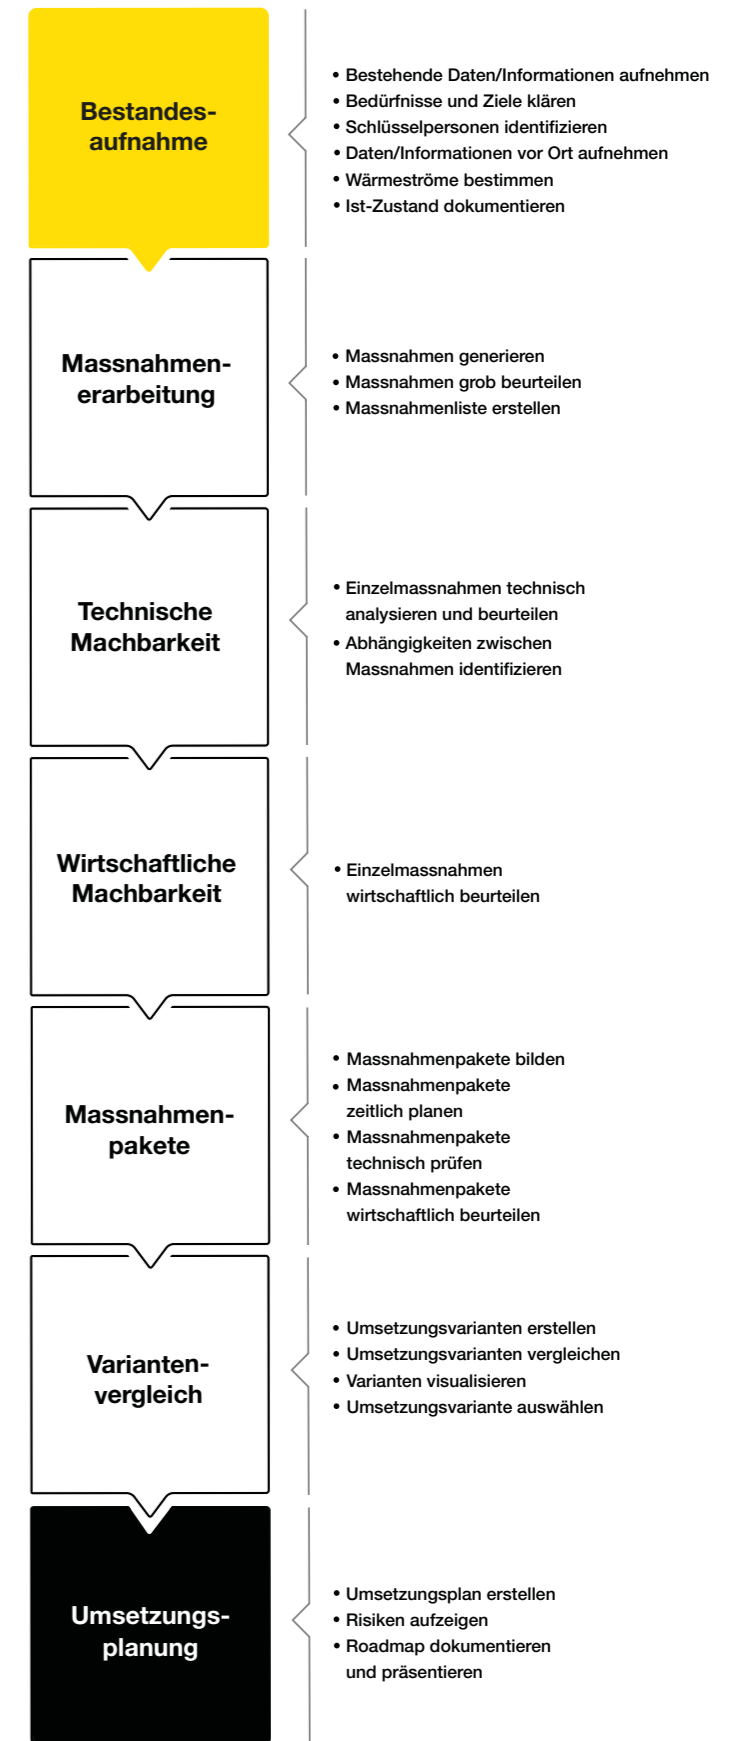 Bestandes-
aufnahme
• Bestehende Daten/Informationen aufnehmen
• Bedürfnisse und Ziele klären
• Schlüsselpersonen identifizieren
• Daten/Informationen vor Ort aufnehmen
• Wärmeströme bestimmen
• Ist-Zustand dokumentieren
Massnahmen-
erarbeitung
• Massnahmen generieren
• Massnahmen grob beurteilen
• Massnahmenliste erstellen
Technische
Machbarkeit
• Einzelmassnahmen technisch
analysieren und beurteilen
• Abhängigkeiten zwischen
Massnahmen identifizieren
Wirtschaftliche
Machbarkeit
• Einzelmassnahmen
wirtschaftlich beurteilen
Massnahmen-
pakete
• Massnahmenpakete bilden
• Massnahmenpakete
zeitlich planen
• Massnahmenpakete
technisch prüfen
• Massnahmenpakete
wirtschaftlich beurteilen
Varianten-
vergleich
• Umsetzungsvarianten erstellen
• Umsetzungsvarianten vergleichen
• Varianten visualisieren
• Umsetzungsvariante auswählen
Umsetzungs-
planung
• Umsetzungsplan erstellen
• Risiken aufzeigen
• Roadmap dokumentieren
und präsentieren